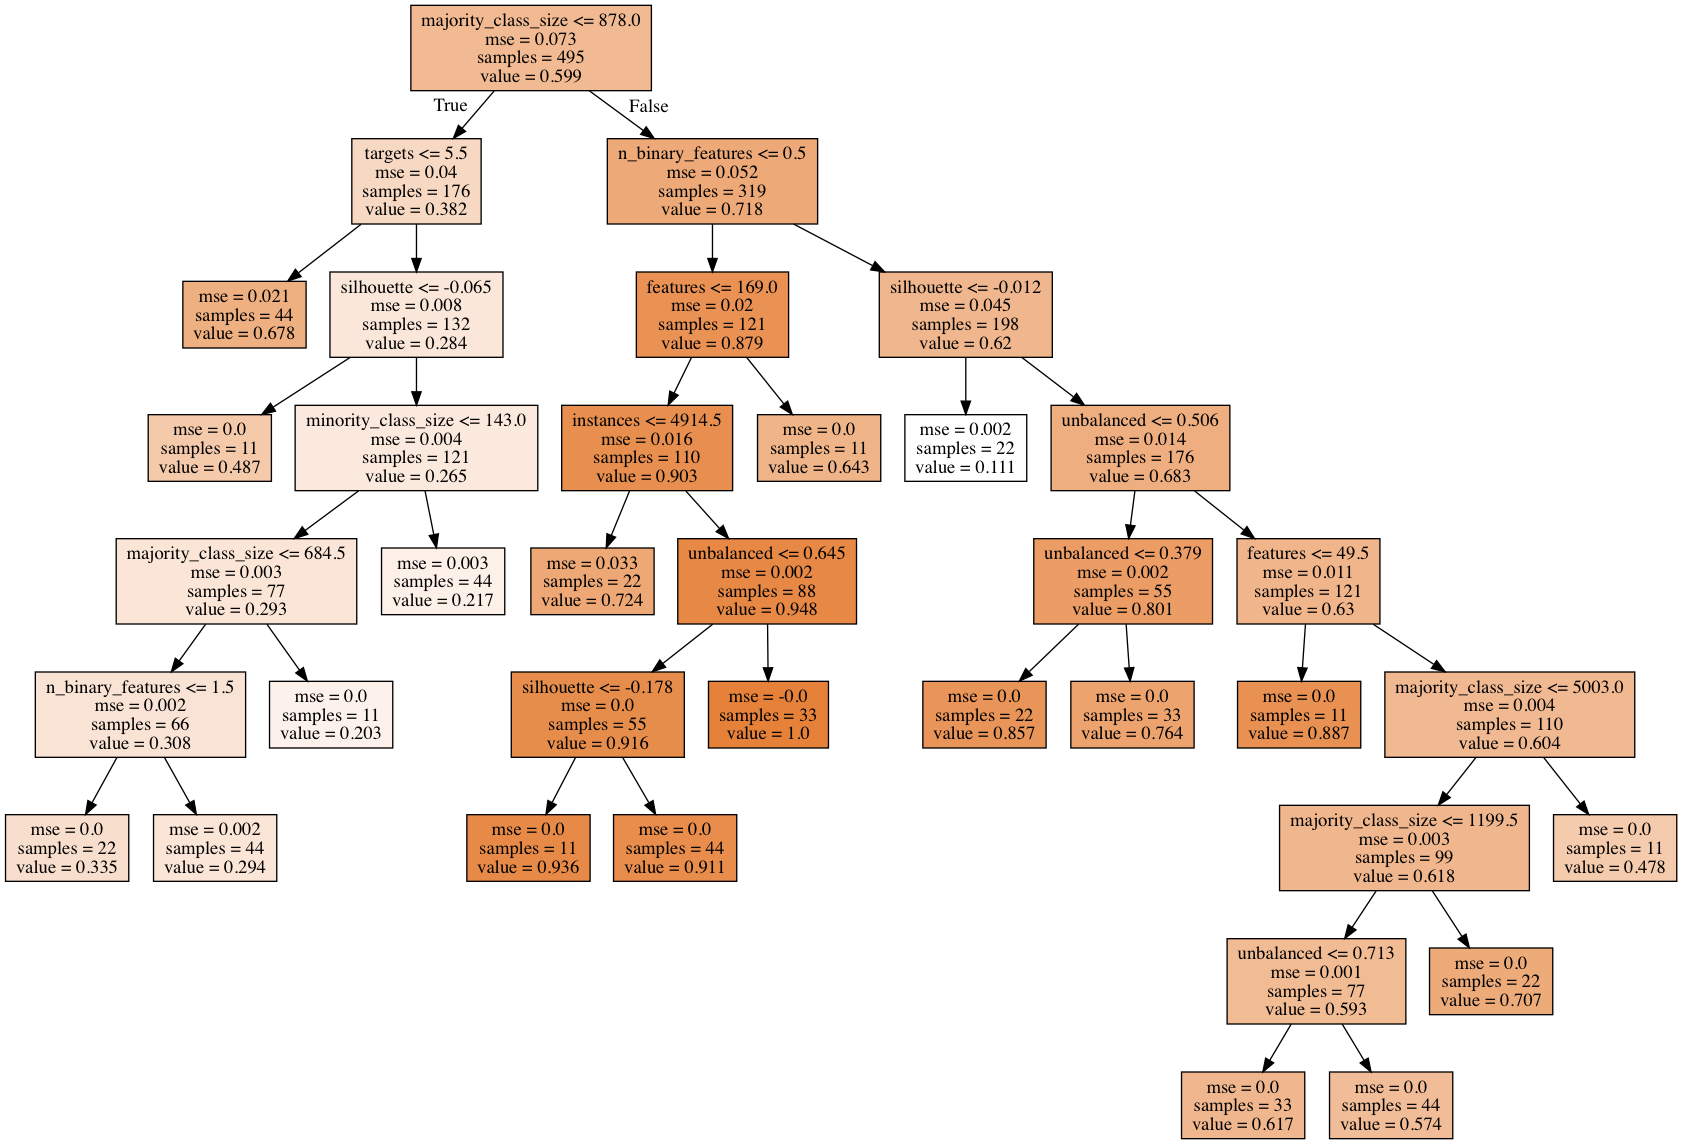 majority_class_size <= 878.0
mse = 0.073
samples = 495
value = 0.599
True
False
targets <= 5.5
mse = 0.04
samples = 176
value = 0.382
n_binary_features <= 0.5
mse = 0.052
samples = 319
value = 0.718
mse = 0.021
samples = 44
value = 0.678
silhouette <= -0.065
mse = 0.008
samples = 132
value = 0.284
features <= 169.0
mse = 0.02
samples = 121
value = 0.879
silhouette <= -0.012
mse = 0.045
samples = 198
value = 0.62
mse = 0.0
samples = 11
value = 0.487
minority_class_size <= 143.0
mse = 0.004
samples = 121
value = 0.265
instances <= 4914.5
mse = 0.016
samples = 110
value = 0.903
mse = 0.0
samples = 11
value = 0.643
mse = 0.002
samples = 22
value = 0.111
unbalanced <= 0.506
mse = 0.014
samples = 176
value = 0.683
majority_class_size <= 684.5
mse = 0.003
samples = 77
value = 0.293
mse = 0.003
samples = 44
value = 0.217
mse = 0.033
samples = 22
value = 0.724
unbalanced <= 0.645
mse = 0.002
samples = 88
value = 0.948
unbalanced <= 0.379
mse = 0.002
samples = 55
value = 0.801
features <= 49.5
mse = 0.011
samples = 121
value = 0.63
n_binary_features <= 1.5
mse = 0.002
samples = 66
value = 0.308
mse = 0.0
samples = 11
value = 0.203
silhouette <= -0.178
mse = 0.0
samples = 55
value = 0.916
mse = -0.0
samples = 33
value = 1.0
mse = 0.0
samples = 22
value = 0.857
mse = 0.0
samples = 33
value = 0.764
mse = 0.0
samples = 11
value = 0.887
majority_class_size <= 5003.0
mse = 0.004
samples = 110
value = 0.604
mse = 0.0
samples = 22
value = 0.335
mse = 0.002
samples = 44
value = 0.294
mse = 0.0
samples = 11
value = 0.936
mse = 0.0
samples = 44
value = 0.911
majority_class_size <= 1199.5
mse = 0.003
samples = 99
value = 0.618
mse = 0.0
samples = 11
value = 0.478
unbalanced <= 0.713
mse = 0.001
samples = 77
value = 0.593
mse = 0.0
samples = 22
value = 0.707
mse = 0.0
samples = 33
value = 0.617
mse = 0.0
samples = 44
value = 0.574